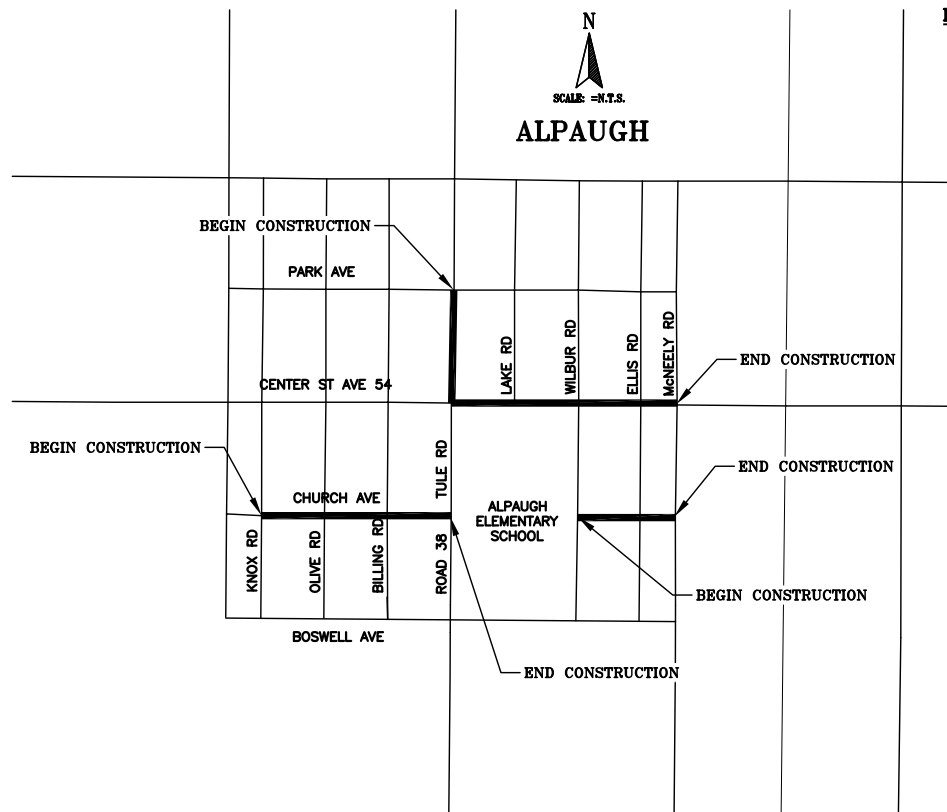 N
SCALE: =N.T.S.
ALPAUGH
BEGIN CONSTRUCTION
PARK AVE
LAKE RD
WILBUR RD
ELLIS RD
McNEELY RD
END CONSTRUCTION
CENTER ST AVE 54
BEGIN CONSTRUCTION
TULE RD
END CONSTRUCTION
CHURCH AVE
ALPAUGH
ELEMENTARY
SCHOOL
KNOX RD
OLIVE RD
BILLING RD
ROAD 38
BEGIN CONSTRUCTION
BOSWELL AVE
END CONSTRUCTION